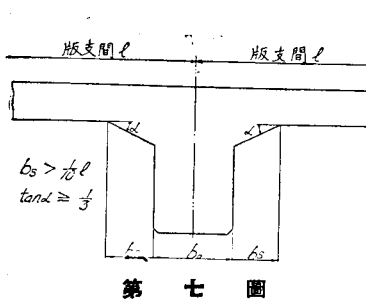 版支間 l 版支間 l
α α
bs > 1/10 l
tanα ≧ 1/3
b₀ bs
第七圖